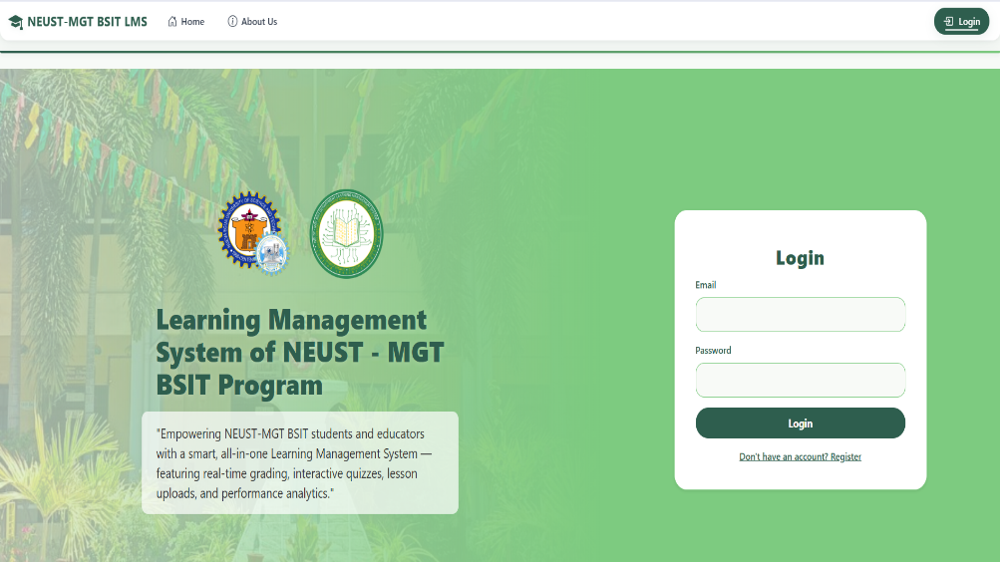 NEUST-MGT BSIT LMS
Home
About Us
Login
Learning Management
System of NEUST - MGT
BSIT Program
"Empowering NEUST-MGT BSIT students and educators
with a smart, all-in-one Learning Management System —
featuring real-time grading, interactive quizzes, lesson
uploads, and performance analytics."
Login
Email
Password
Login
Don't have an account? Register